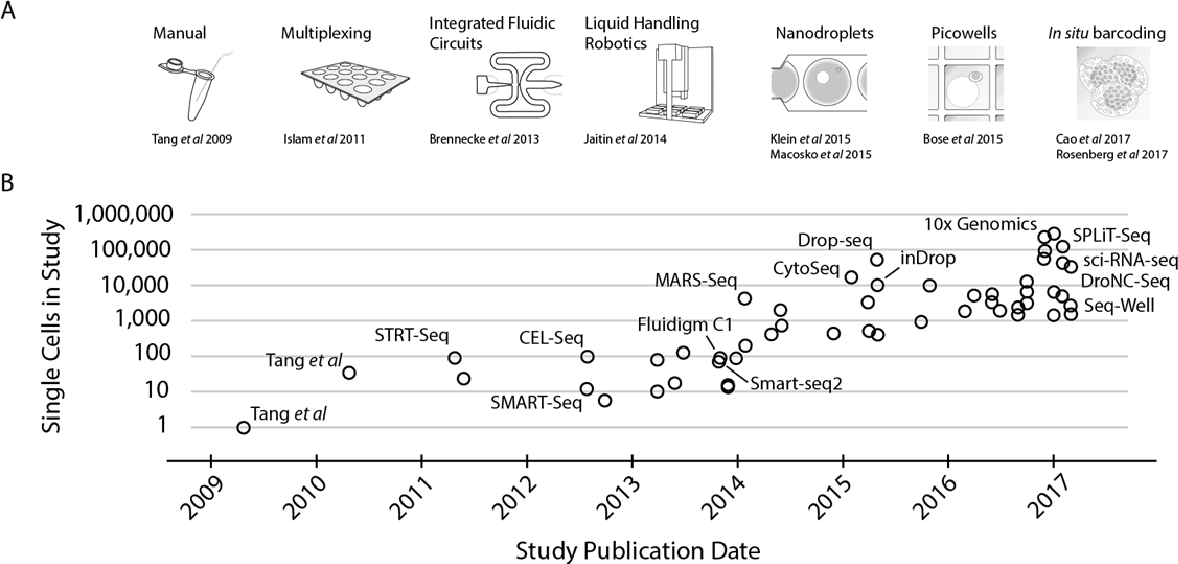 A
Manual
Multiplexing
Integrated Fluidic
Circuits
Liquid Handling
Robotics
Nanodroplets
Picowells
In situ barcoding
Tang et al 2009
Islam et al 2011
Brennecke et al 2013
Jaitin et al 2014
Klein et al 2015
Macosko et al 2015
Bose et al 2015
Cao et al 2017
Rosenberg et al 2017
B
Single Cells in Study
1,000,000
100,000
10,000
1,000
100
10
1
Tang et al
Tang et al
STRT-Seq
CEL-Seq
SMART-Seq
Fluidigm C1
Smart-seq2
MARS-Seq
CytoSeq
Drop-seq
inDrop
10x Genomics
SPLiT-Seq
sci-RNA-seq
DroNC-Seq
Seq-Well
2009
2010
2011
2012
2013
2014
2015
2016
2017
Study Publication Date